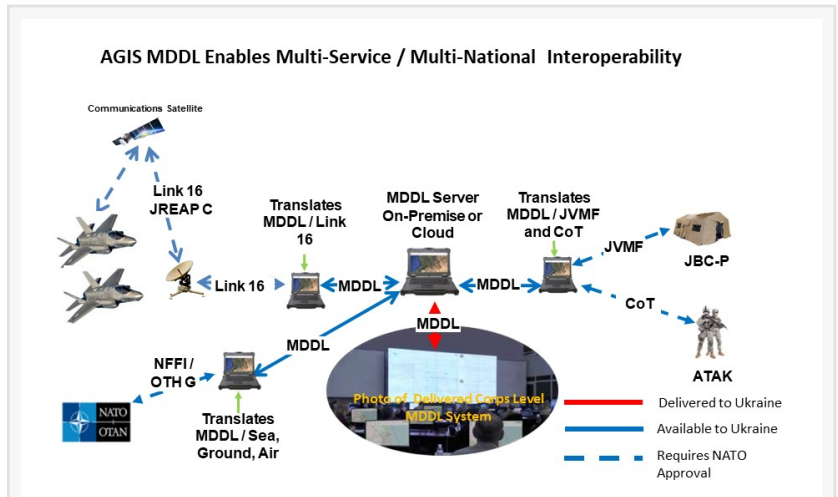 AGIS MDDL Enables Multi-Service / Multi-National Interoperability
Communications Satellite
Link 16
JREAP C
Translates
MDDL / Link
16
MDDL Server
On-Premise or
Cloud
Translates
MDDL / JVMF
and CoT
JVMF
JBC-P
Link 16
MDDL
MDDL
CoT
MDDL
MDDL
ATAK
NFFI /
OTH G
NATO
OTAN
Translates
MDDL / Sea,
Ground, Air
Photo of Delivered Corps Level
MDDL System
Delivered to Ukraine
Available to Ukraine
Requires NATO
Approval